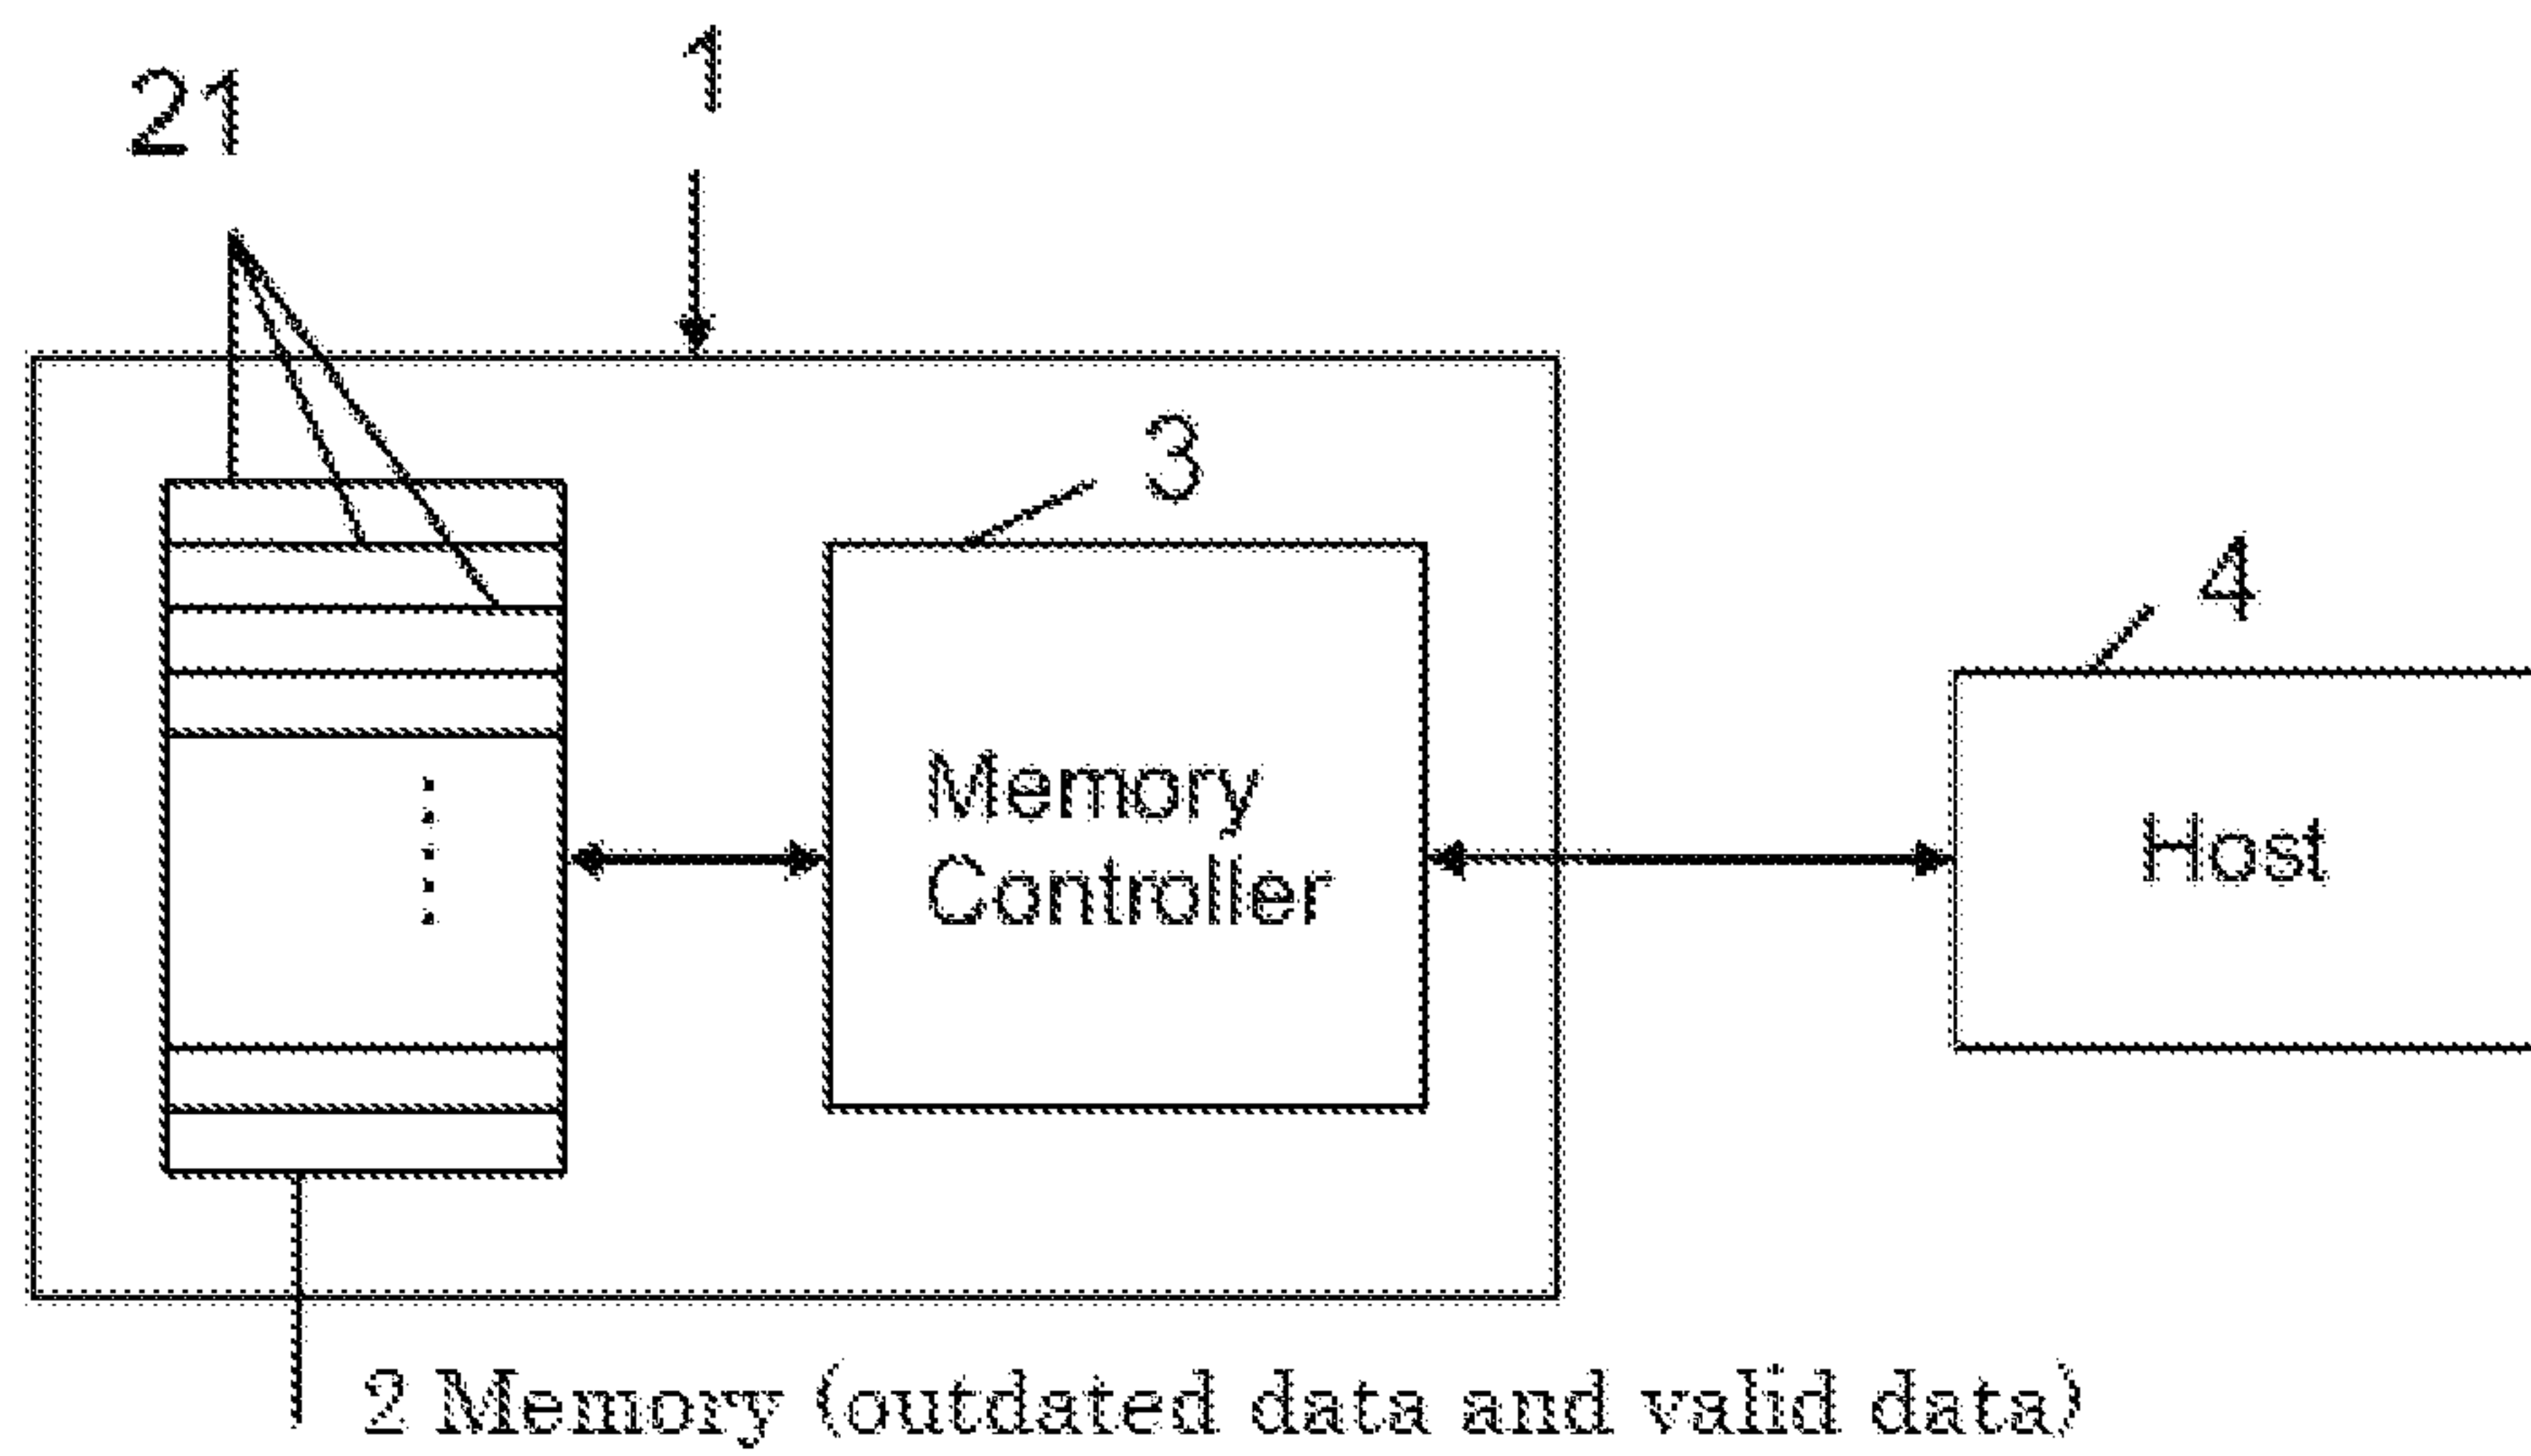 1
21
3
4
Memory
Controller
Host
2 Memory (outdated data and valid data)